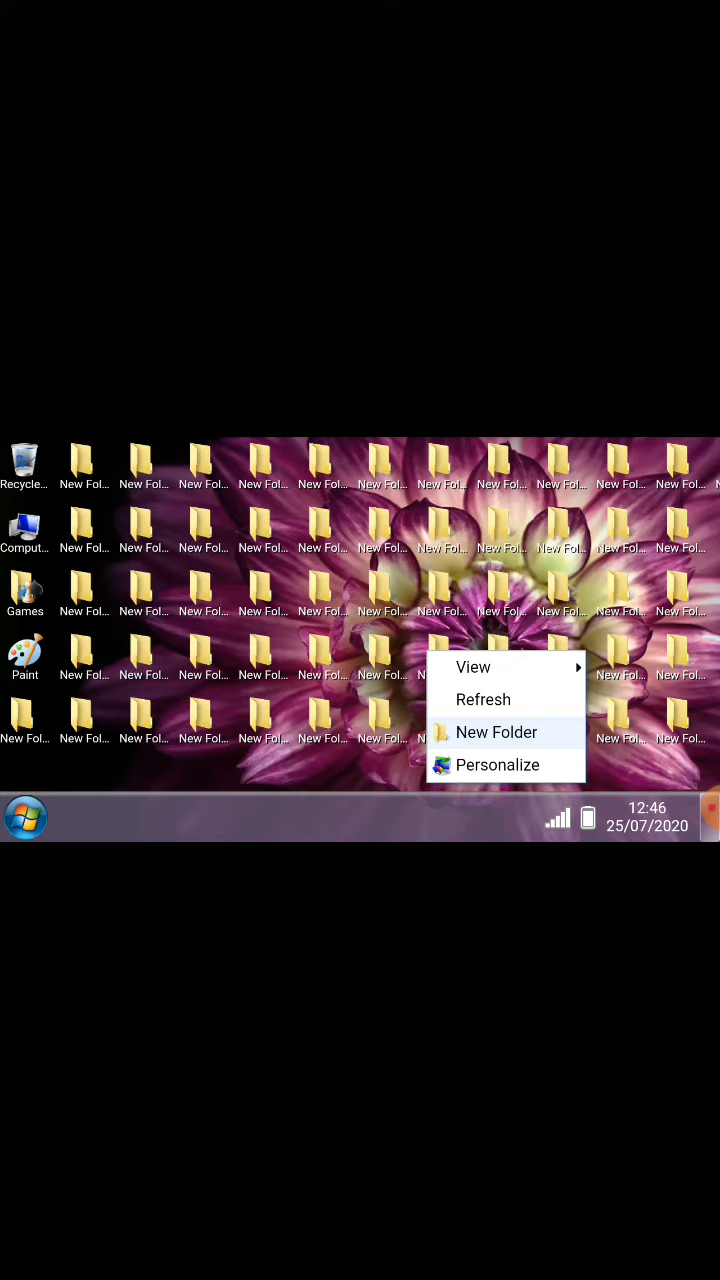 Recycle... New Fol... New Fol... New Fol... New Fol... New Fol... New Fol... New Fol... New Fol... New Fol... New Fol... New Fol...
Comput... New Fol... New Fol... New Fol... New Fol... New Fol... New Fol... New Fol... New Fol... New Fol... New Fol... New Fol...
Games New Fol... New Fol... New Fol... New Fol... New Fol... New Fol... New Fol... New Fol... New Fol... New Fol... New Fol...
Paint New Fol... New Fol... New Fol... New Fol... New Fol... New Fol... New Fol... New Fol...
New Fol... New Fol... New Fol... New Fol... New Fol... New Fol... New Fol... New Fol... New Fol...
View
Refresh
New Folder
Personalize
12:46
25/07/2020